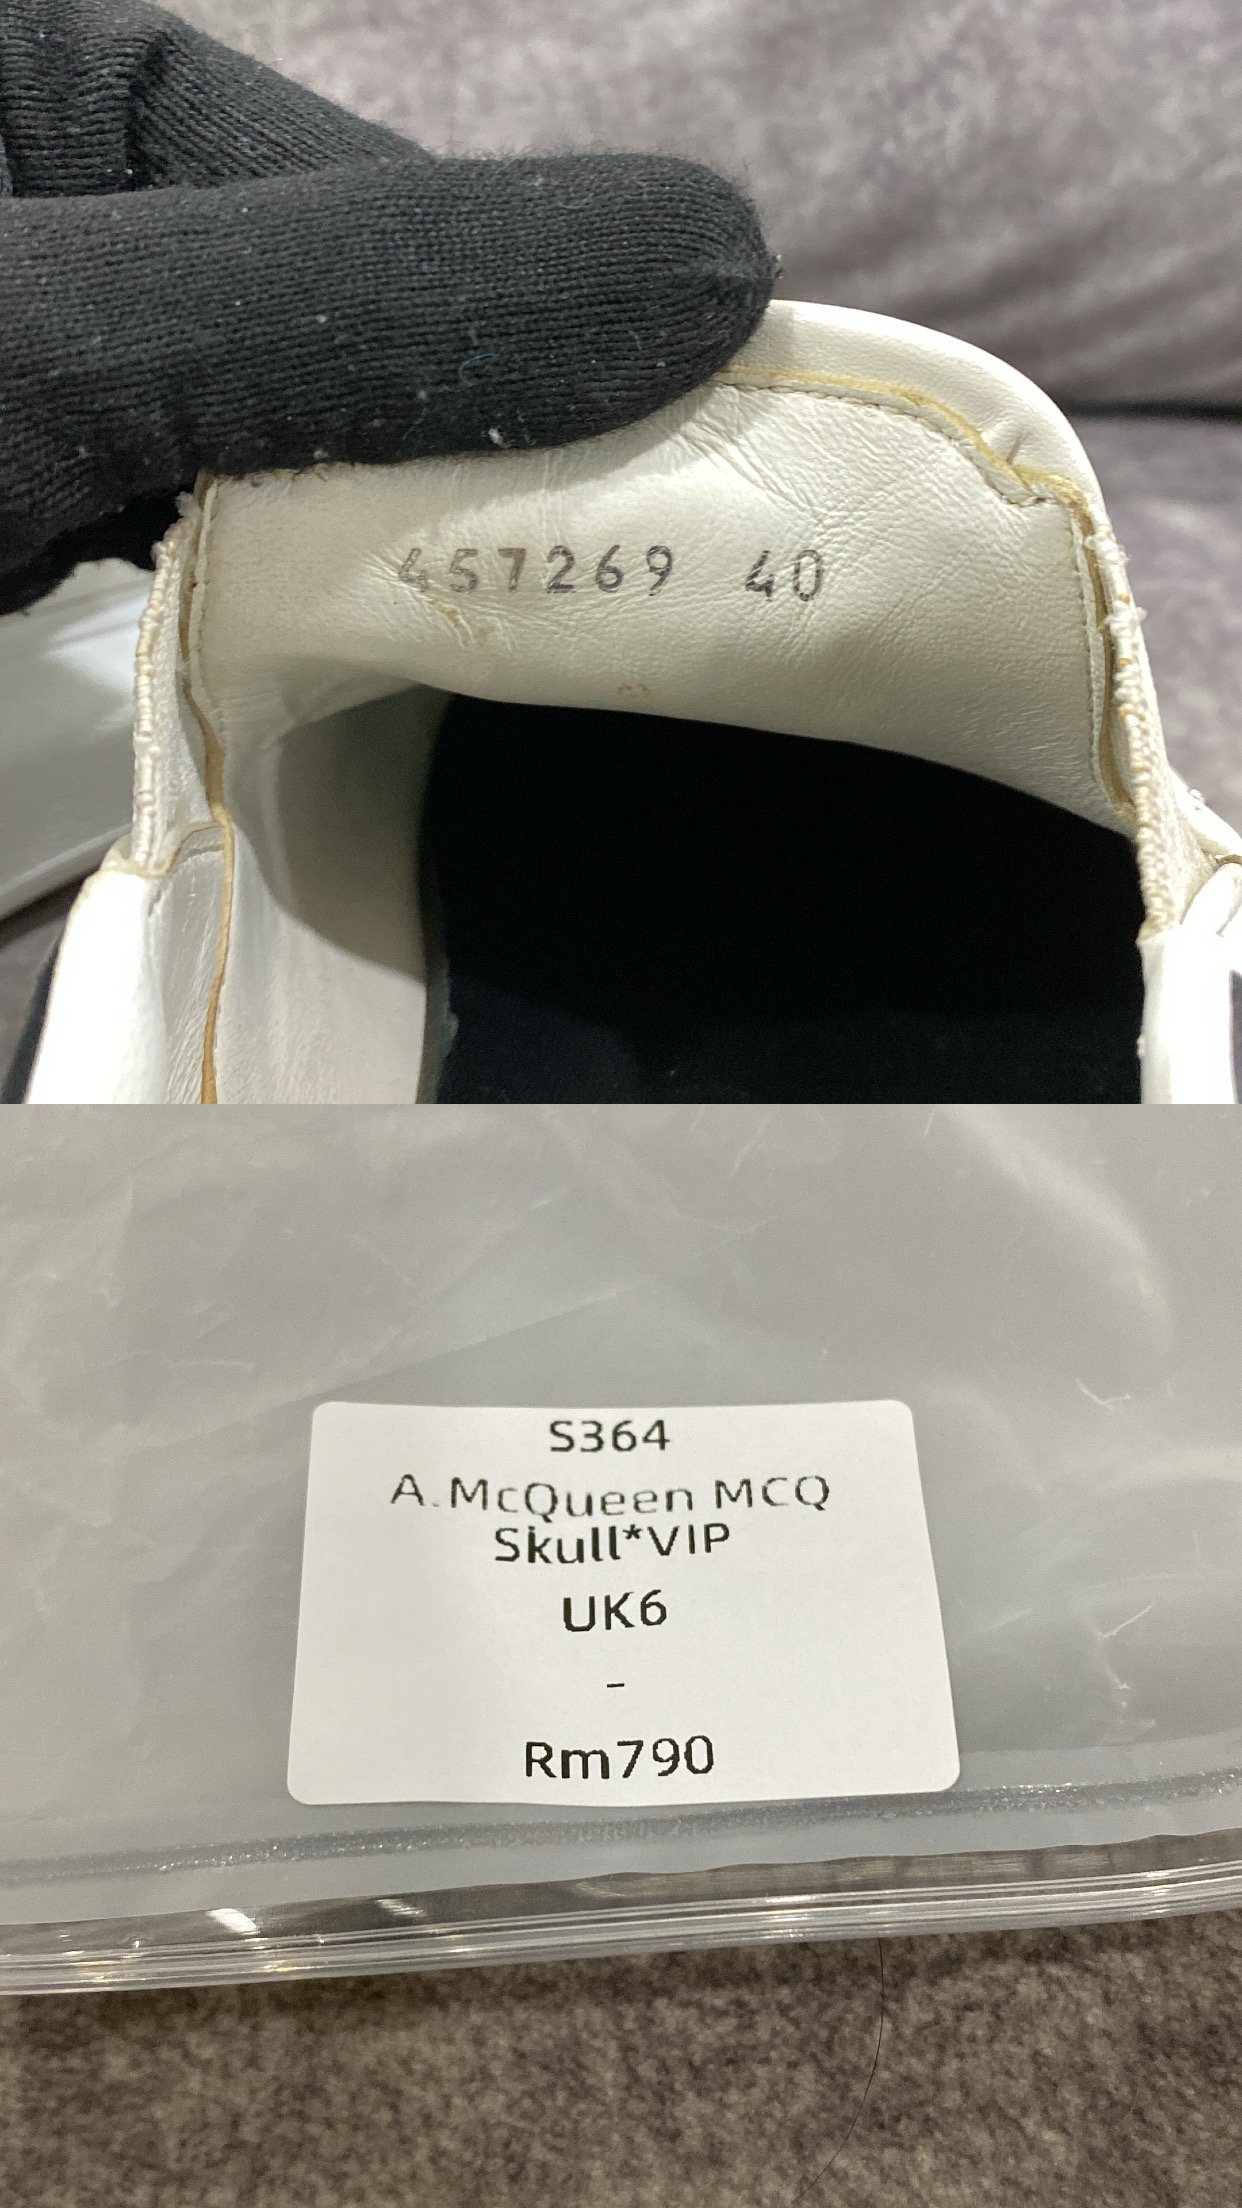 457269 40
S364
A.McQueen MCQ
Skull*VIP
UK6
-
Rm790